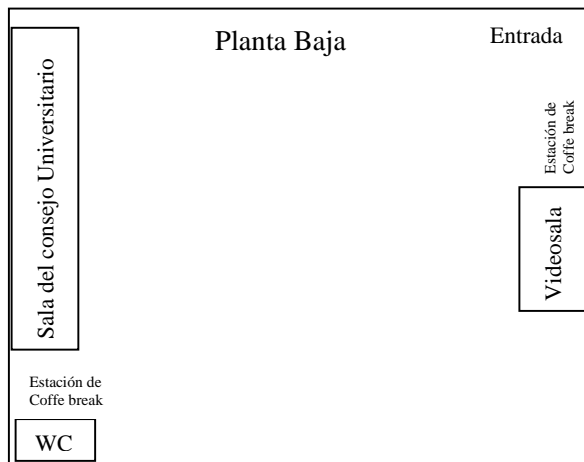 Planta Baja
Entrada
Sala del consejo Universitario
Estación de
Coffe break
Videosala
Estación de
Coffe break
WC